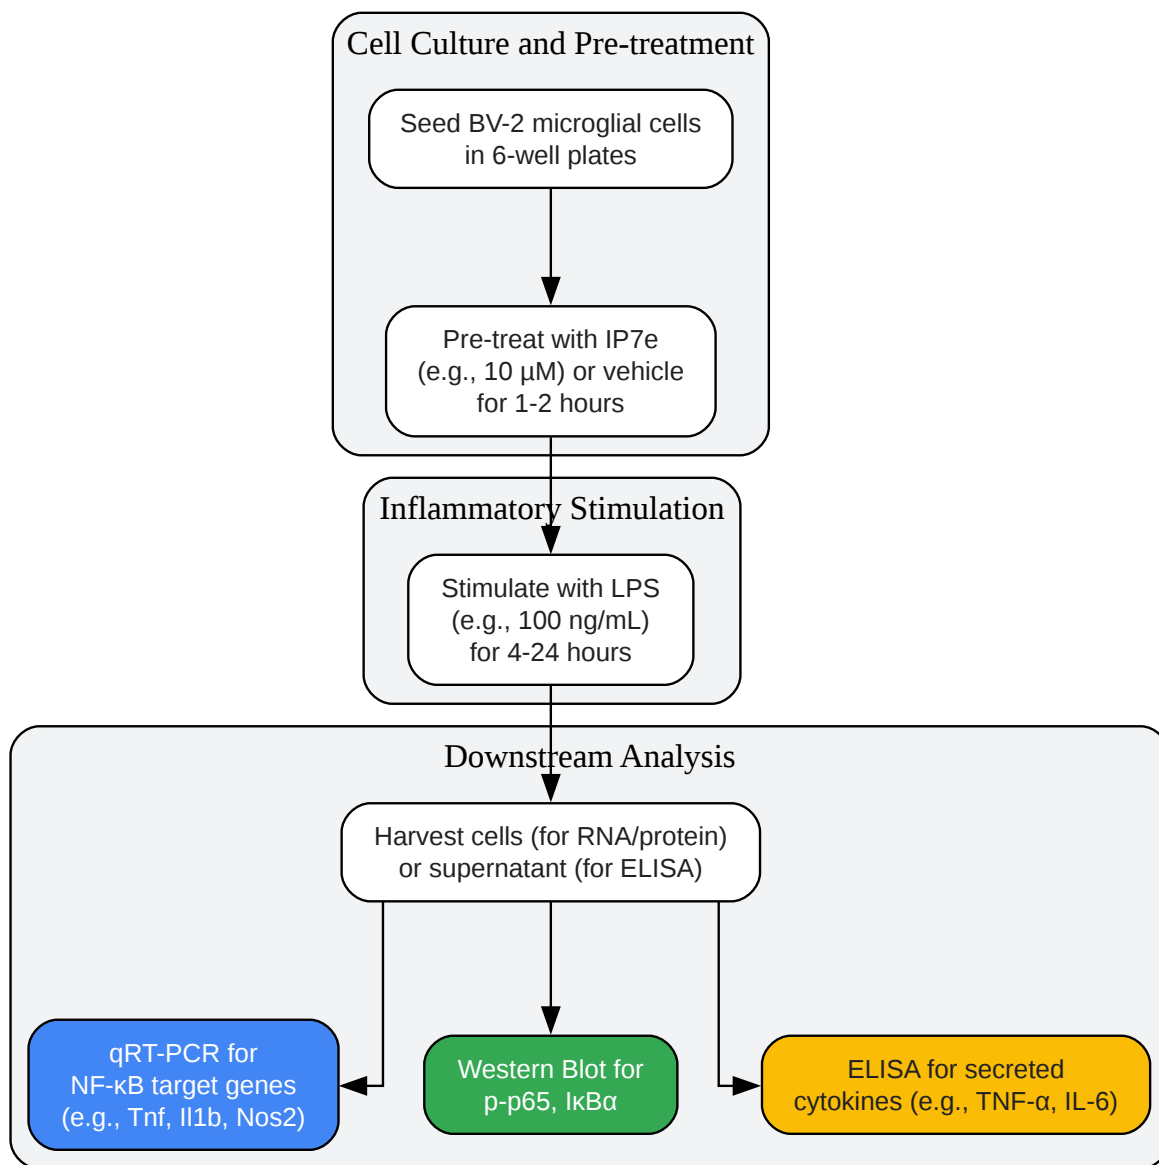 Cell Culture and Pre-treatment
Seed BV-2 microglial cells
in 6-well plates
Pre-treat with IP7e
(e.g., 10 µM) or vehicle
for 1-2 hours
Inflammatory Stimulation
Stimulate with LPS
(e.g., 100 ng/mL)
for 4-24 hours
Downstream Analysis
Harvest cells (for RNA/protein)
or supernatant (for ELISA)
qRT-PCR for
NF-κB target genes
(e.g., Tnf, Il1b, Nos2)
Western Blot for
p-p65, IκBα
ELISA for secreted
cytokines (e.g., TNF-α, IL-6)